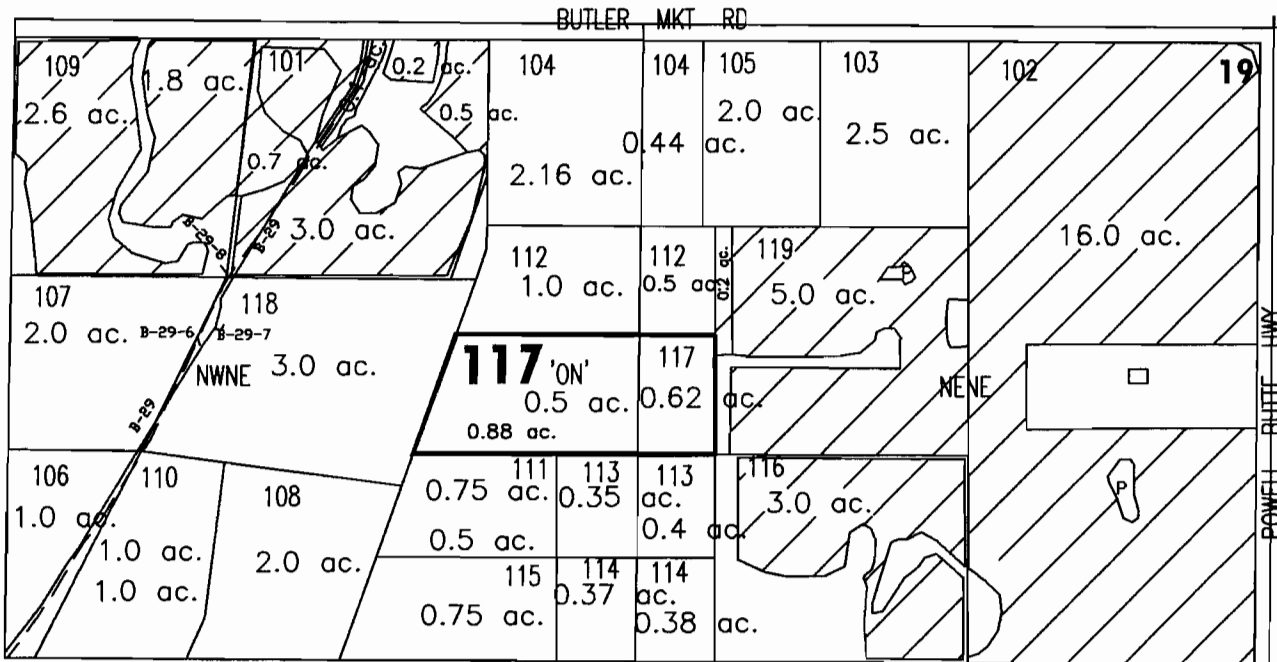 BUTLER MKT RD
109
2.6 ac.
1.8 ac.
101
0.2 ac.
0.5 ac.
0.7 ac.
3.0 ac.
B-29-8
B-29
104
2.16 ac.
104
0.44 ac.
105
2.0 ac.
103
2.5 ac.
102
19
16.0 ac.
112
1.0 ac.
112
0.5 ac.
0.2 ac.
119
5.0 ac.
P
107
2.0 ac.
B-29-6
B-29-7
118
3.0 ac.
NWNE
B-29
117 'ON'
0.5 ac.
0.88 ac.
117
0.62 ac.
NENE
POWELL BUTTE HWY
106
1.0 ac.
110
1.0 ac.
1.0 ac.
108
2.0 ac.
111
0.75 ac.
0.5 ac.
113
0.35 ac.
113
0.4 ac.
116
3.0 ac.
P
115
0.75 ac.
114
0.37 ac.
114
0.38 ac.